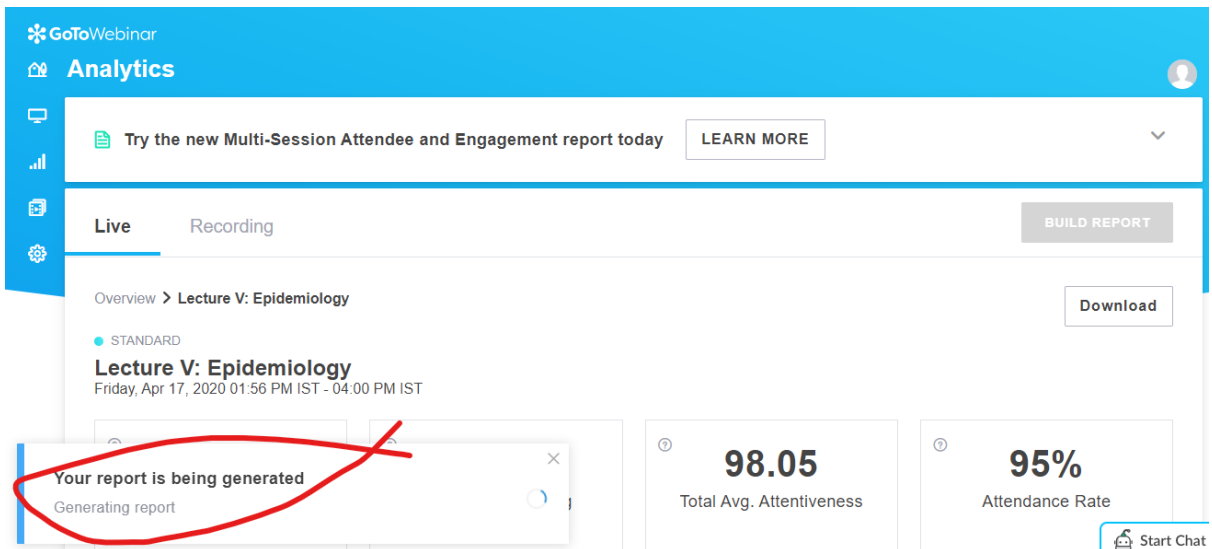 GoToWebinar
Analytics
Try the new Multi-Session Attendee and Engagement report today
LEARN MORE
Live
Recording
BUILD REPORT
Overview > Lecture V: Epidemiology
Download
STANDARD
Lecture V: Epidemiology
Friday, Apr 17, 2020 01:56 PM IST - 04:00 PM IST
Your report is being generated
Generating report
98.05
Total Avg. Attentiveness
95%
Attendance Rate
Start Chat